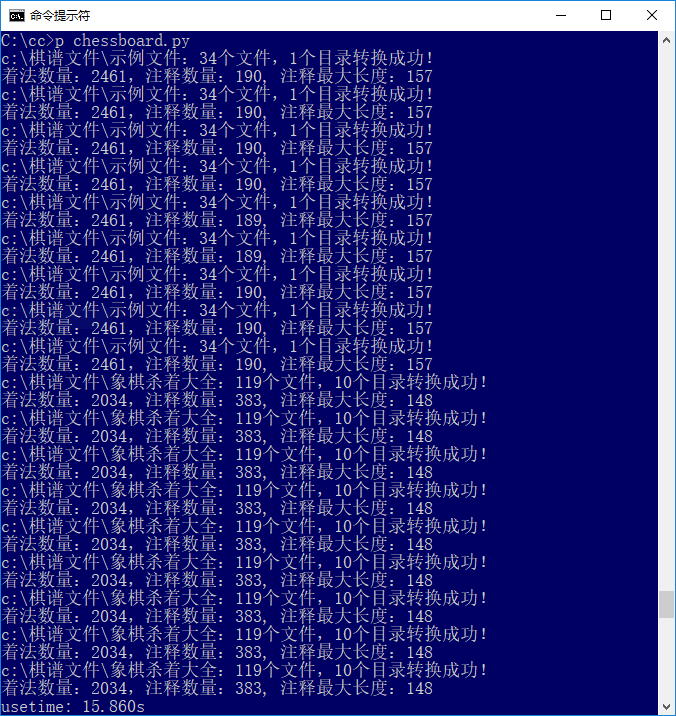 命令提示符
C:\cc>p chessboard.py
c:\棋谱文件\示例文件: 34个文件, 1个目录转换成功!
着法数量: 2461, 注释数量: 190, 注释最大长度: 157
c:\棋谱文件\示例文件: 34个文件, 1个目录转换成功!
着法数量: 2461, 注释数量: 190, 注释最大长度: 157
c:\棋谱文件\示例文件: 34个文件, 1个目录转换成功!
着法数量: 2461, 注释数量: 190, 注释最大长度: 157
c:\棋谱文件\示例文件: 34个文件, 1个目录转换成功!
着法数量: 2461, 注释数量: 190, 注释最大长度: 157
c:\棋谱文件\示例文件: 34个文件, 1个目录转换成功!
着法数量: 2461, 注释数量: 189, 注释最大长度: 157
c:\棋谱文件\示例文件: 34个文件, 1个目录转换成功!
着法数量: 2461, 注释数量: 189, 注释最大长度: 157
c:\棋谱文件\示例文件: 34个文件, 1个目录转换成功!
着法数量: 2461, 注释数量: 190, 注释最大长度: 157
c:\棋谱文件\示例文件: 34个文件, 1个目录转换成功!
着法数量: 2461, 注释数量: 190, 注释最大长度: 157
c:\棋谱文件\示例文件: 34个文件, 1个目录转换成功!
着法数量: 2461, 注释数量: 190, 注释最大长度: 157
c:\棋谱文件\象棋杀着大全: 119个文件, 10个目录转换成功!
着法数量: 2034, 注释数量: 383, 注释最大长度: 148
c:\棋谱文件\象棋杀着大全: 119个文件, 10个目录转换成功!
着法数量: 2034, 注释数量: 383, 注释最大长度: 148
c:\棋谱文件\象棋杀着大全: 119个文件, 10个目录转换成功!
着法数量: 2034, 注释数量: 383, 注释最大长度: 148
c:\棋谱文件\象棋杀着大全: 119个文件, 10个目录转换成功!
着法数量: 2034, 注释数量: 383, 注释最大长度: 148
c:\棋谱文件\象棋杀着大全: 119个文件, 10个目录转换成功!
着法数量: 2034, 注释数量: 383, 注释最大长度: 148
c:\棋谱文件\象棋杀着大全: 119个文件, 10个目录转换成功!
着法数量: 2034, 注释数量: 383, 注释最大长度: 148
c:\棋谱文件\象棋杀着大全: 119个文件, 10个目录转换成功!
着法数量: 2034, 注释数量: 383, 注释最大长度: 148
c:\棋谱文件\象棋杀着大全: 119个文件, 10个目录转换成功!
着法数量: 2034, 注释数量: 383, 注释最大长度: 148
c:\棋谱文件\象棋杀着大全: 119个文件, 10个目录转换成功!
着法数量: 2034, 注释数量: 383, 注释最大长度: 148
usetime: 15.860s